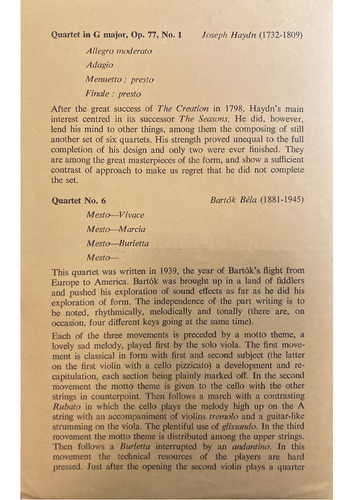 Quartet in G major, Op. 77, No. 1 Joseph Haydn (1732-1809)
Allegro moderato
Adagio
Menuetto : presto
Finale : presto
After the great success of The Creation in 1798, Haydn's main
interest centred in its successor The Seasons. He did, however,
lend his mind to other things, among them the composing of still
another set of six quartets. His strength proved unequal to the full
completion of his design and only two were ever finished. They
are among the great masterpieces of the form, and show a sufficient
contrast of approach to make us regret that he did not complete
the set.
Quartet No. 6 Bartók Béla (1881-1945)
Mesto—Vivace
Mesto—Marcia
Mesto—Burletta
Mesto—
This quartet was written in 1939, the year of Bartók's flight from
Europe to America. Bartók was brought up in a land of fiddlers
and pushed his exploration of sound effects as far as he did his
exploration of form. The independence of the part writing is to
be noted, rhythmically, melodically and tonally (there are, on
occasion, four different keys going at the same time).
Each of the three movements is preceded by a motto theme, a
lovely sad melody, played first by the solo viola. The first move-
ment is classical in form with first and second subject (the latter
on the first violin with a cello pizzicato) a development and re-
capitulation, each section being plainly marked off. In the second
movement the motto theme is given to the cello with the other
strings in counterpoint. Then follows a march with a contrasting
Rubato in which the cello plays the melody high up on the A
string with an accompaniment of violins tremolo and a guitar-like
strumming on the viola. The plentiful use of glissando. In the third
movement the motto theme is distributed among the upper strings.
Then follows a Burletta interrupted by an andantino. In this
movement the technical resources of the players are hard
pressed. Just after the opening the second violin plays a quarter